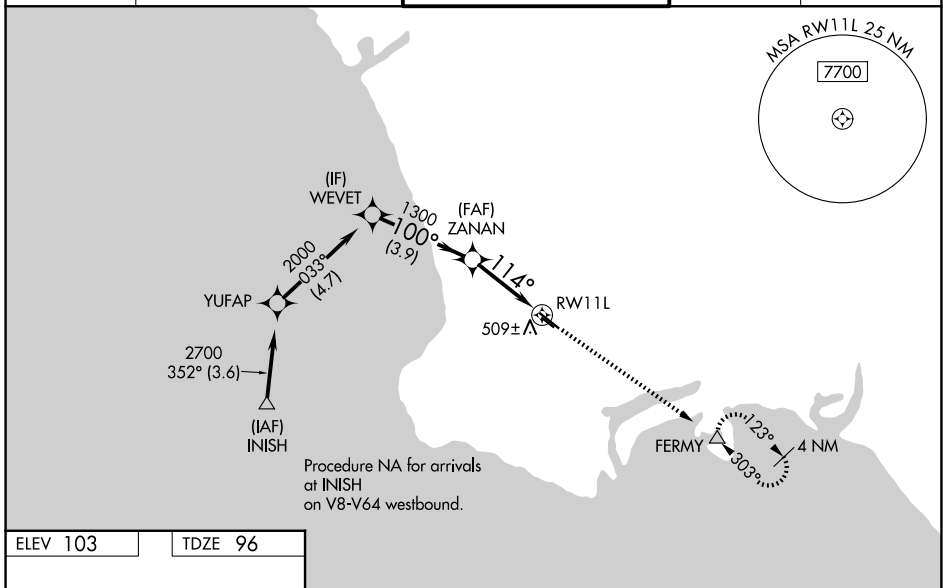 MSA RW11L 25 NM
7700
(IF)
WEVET
1300
100°
(3.9)
(FAF)
ZANAN
2000
033°
(4.7)
114°
YUFAP
RW11L
509±
2700
352° (3.6)
(IAF)
INISH
FERMY
123°
4 NM
303°
Procedure NA for arrivals
at INISH
on V8-V64 westbound.
ELEV 103
TDZE 96